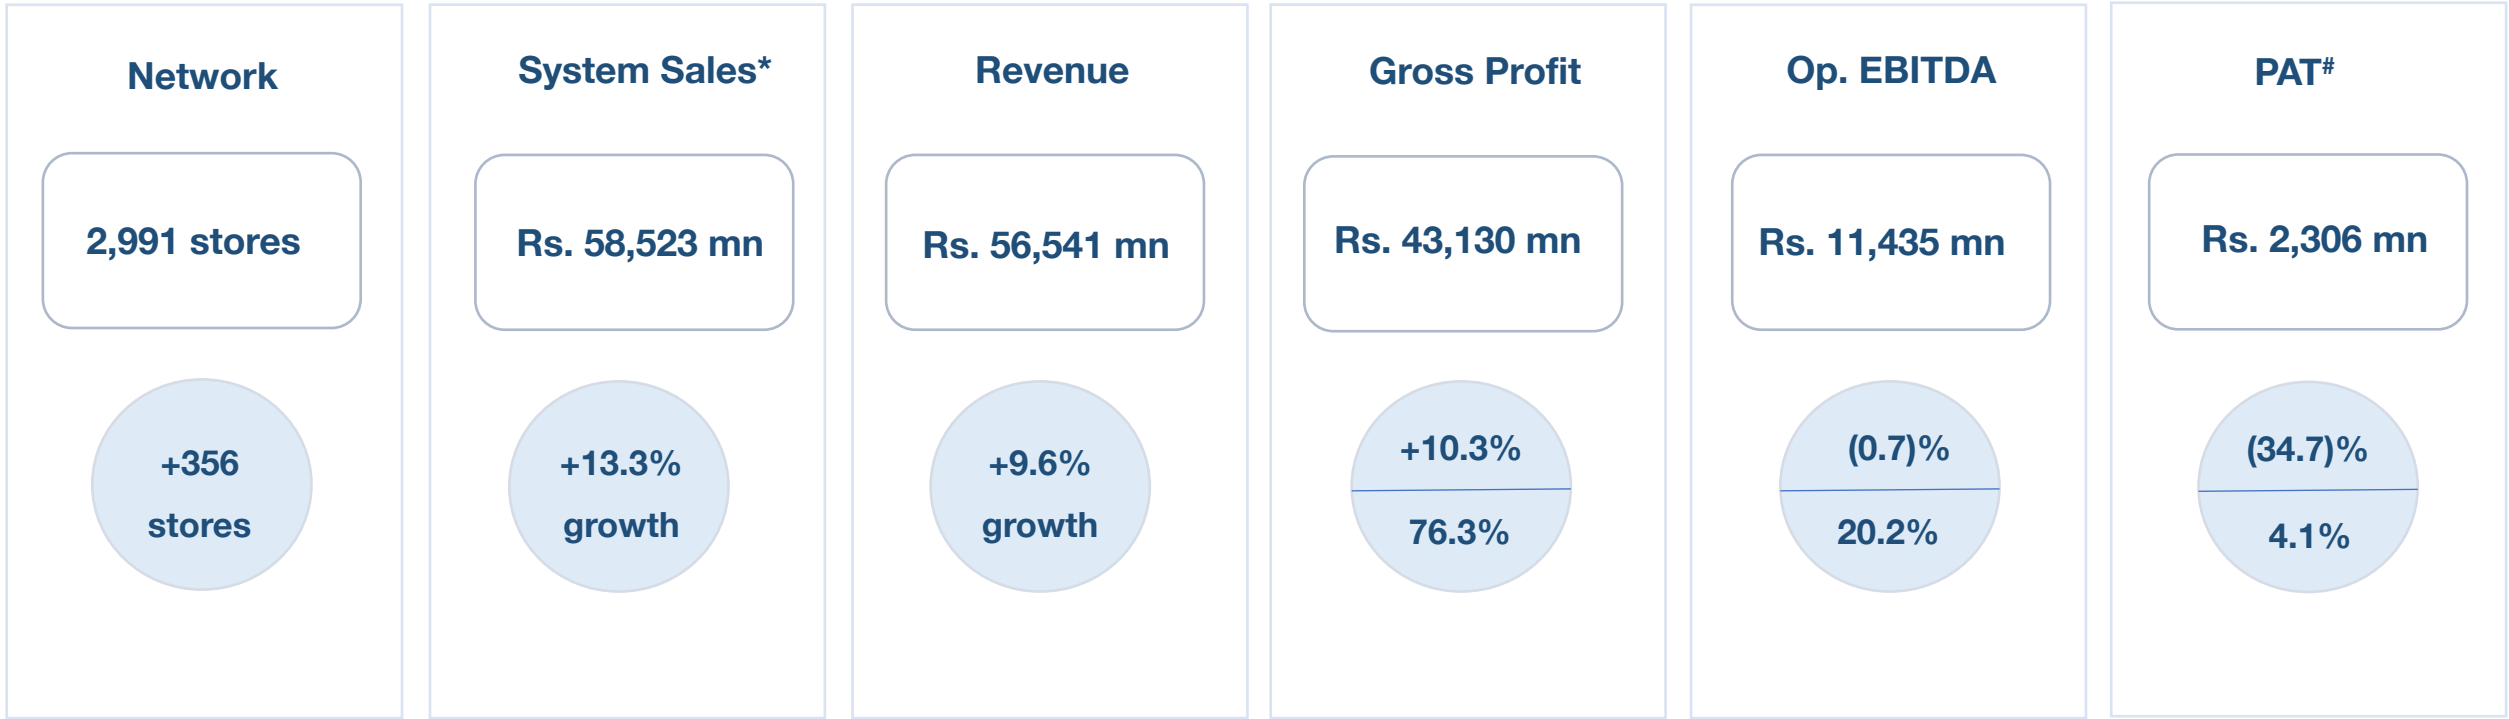 Network
2,991 stores
+356
stores
System Sales*
Rs. 58,523 mn
+13.3%
growth
Revenue
Rs. 56,541 mn
+9.6%
growth
Gross Profit
Rs. 43,130 mn
+10.3%
76.3%
Op. EBITDA
Rs. 11,435 mn
(0.7)%
20.2%
PAT#
Rs. 2,306 mn
(34.7)%
4.1%